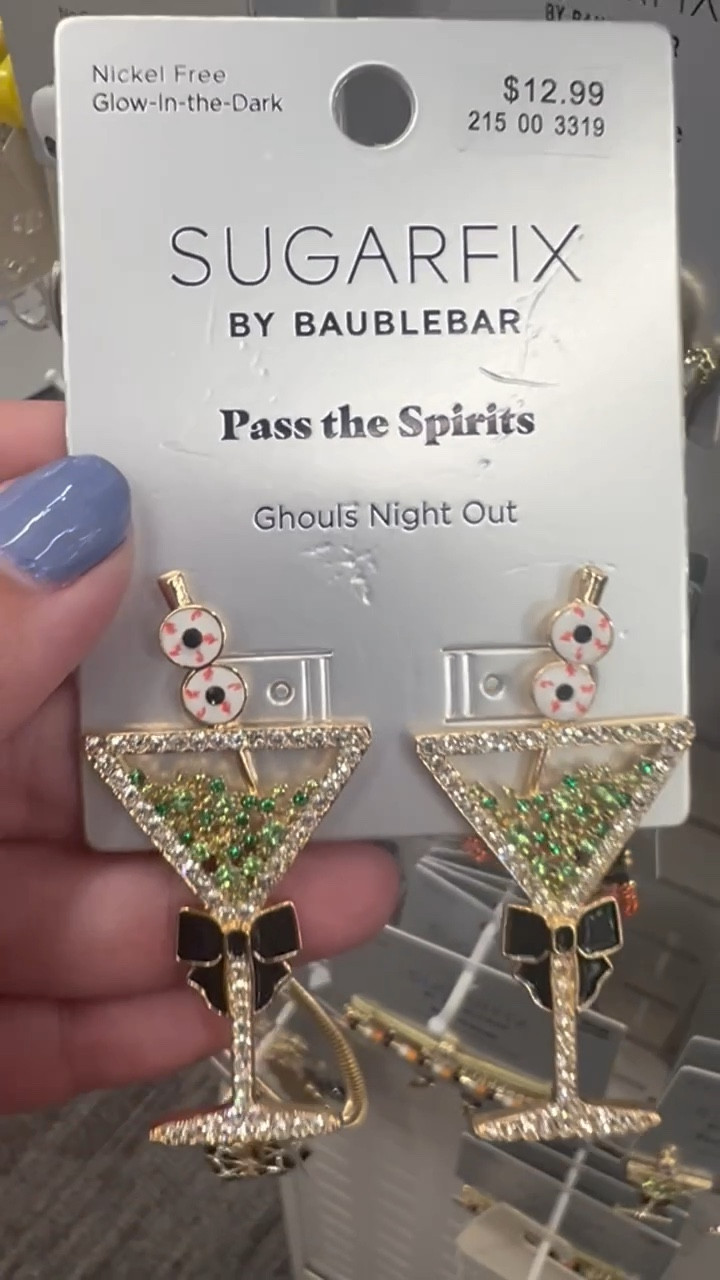 Nickel Free
Glow-In-the-Dark
$12.99
215 00 3319
SUGARFIX
BY BAUBLEBAR
Pass the Spirits
Ghouls Night Out